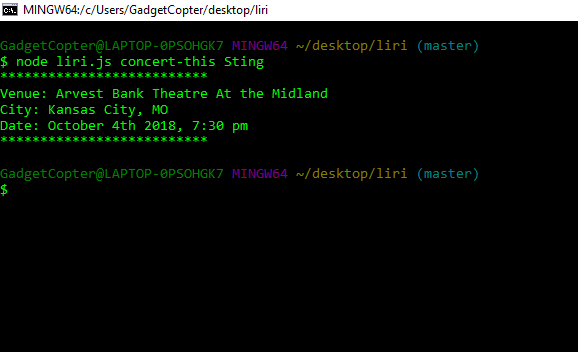 MINGW64:/c/Users/GadgetCopter/desktop/liri
GadgetCopter@LAPTOP-0PSOHGK7 MINGW64 ~/desktop/liri (master)
$ node liri.js concert-this Sting
**************************
Venue: Arvest Bank Theatre At the Midland
City: Kansas City, MO
Date: October 4th 2018, 7:30 pm
**************************
GadgetCopter@LAPTOP-0PSOHGK7 MINGW64 ~/desktop/liri (master)
$